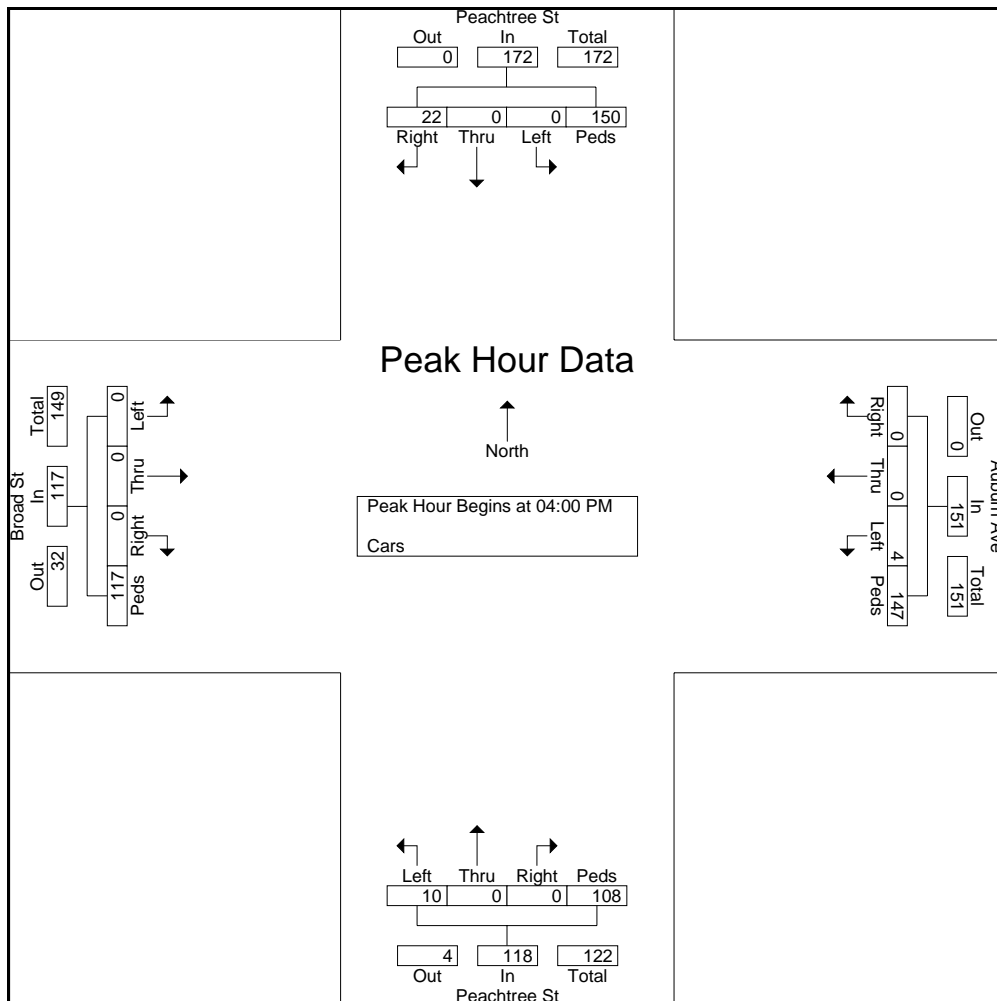 Peachtree St
Out In Total
0 172 172
22 0 0 150
Right Thru Left Peds
Peak Hour Data
North
Peak Hour Begins at 04:00 PM
Cars
Broad St
Out In Total
32 117 149
Left Thru Right Peds
0 0 0 117
Auburn Ave
Out In Total
0 151 151
0 0 4 147
Right Thru Left Peds
Left Thru Right Peds
10 0 0 108
4 118 122
Out In Total
Peachtree St